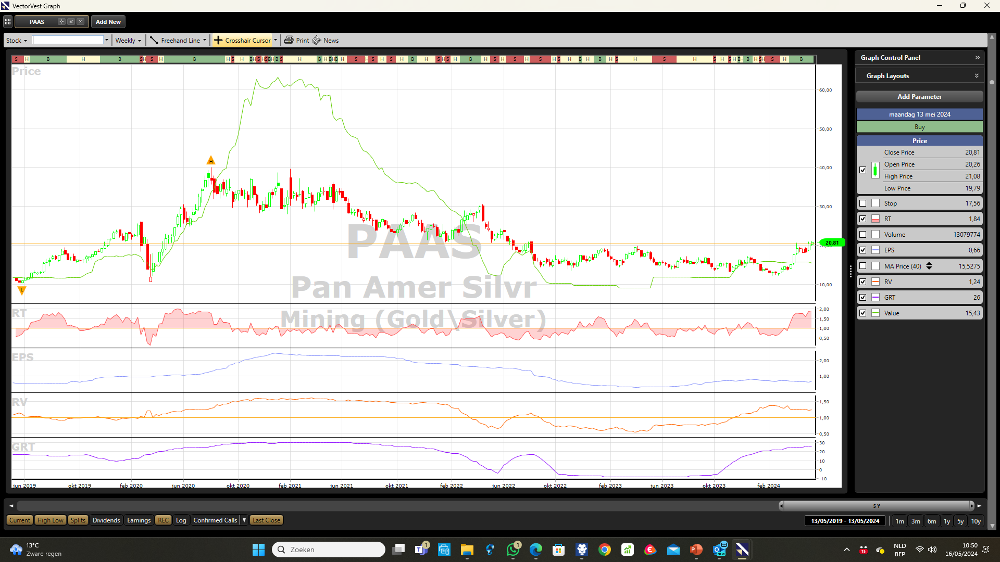 VectorVest Graph
PAAS
Add New
Stock
Weekly
Freehand Line
Crosshair Cursor
Print
News
S H B H B S H S H B H S H B H S H S B H B S H B H B H B H S H S H S H B H S H S H B H S H S H S H S H B H B H S H S H S H S H B H B H S H S H B
Price
60,00
50,00
40,00
30,00
20,00
10,00
H
L
20,81
PAAS
Pan Amer Silvr
Mining (Gold\Silver)
RT
2,00
1,50
1,00
0,50
EPS
2,00
1,00
RV
1,50
1,00
0,50
GRT
30
20
10
0
-10
jun 2019 okt 2019 feb 2020 jun 2020 okt 2020 feb 2021 jun 2021 okt 2021 feb 2022 jun 2022 okt 2022 feb 2023 jun 2023 okt 2023 feb 2024
Graph Control Panel
Graph Layouts
Add Parameter
maandag 13 mei 2024
Buy
Price
Close Price 20,81
Open Price 20,26
High Price 21,08
Low Price 19,79
Stop 17,56
RT 1,84
Volume 13079774
EPS 0,66
MA Price (40) 15,5275
RV 1,24
GRT 26
Value 15,43
5 Y
Current High Low Splits Dividends Earnings REC Log Confirmed Calls Last Close
13/05/2019 - 13/05/2024 1m 3m 6m 1y 5y 10y
13°C
Zware regen
Zoeken
1
1
NEW
15
NLD
BEP
10:50
16/05/2024